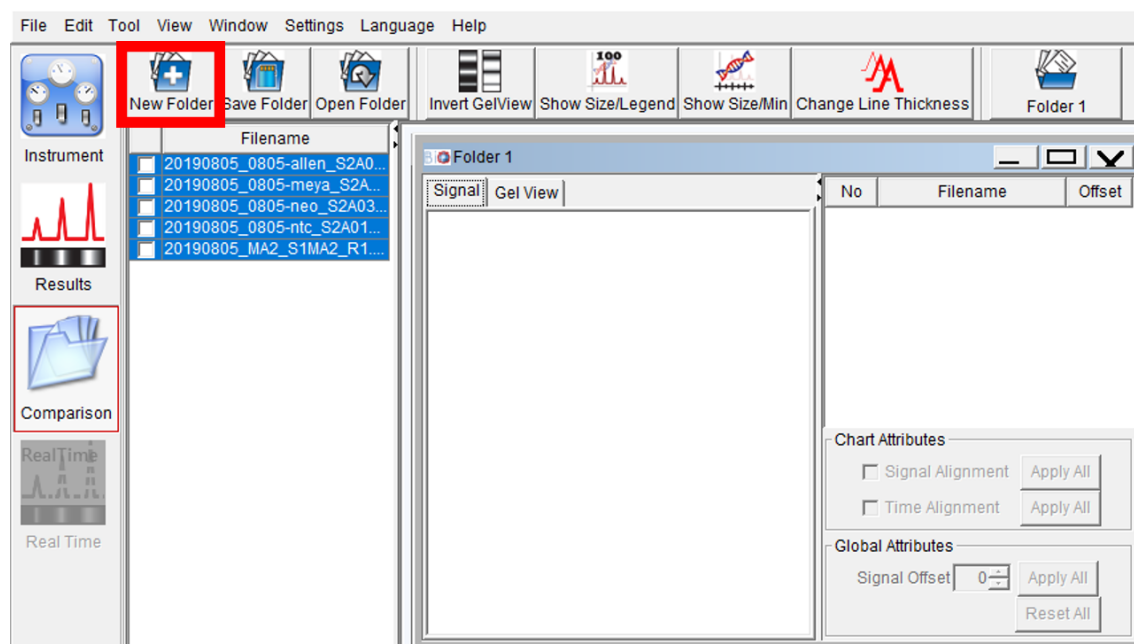 File Edit Tool View Window Settings Language Help
New Folder Save Folder Open Folder Invert GelView Show Size/Legend Show Size/Min Change Line Thickness Folder 1
100
Instrument
Results
Comparison
RealTime
Real Time
Filename
20190805_0805-allen_S2A0...
20190805_0805-meya_S2A...
20190805_0805-neo_S2A03...
20190805_0805-ntc_S2A01...
20190805_MA2_S1MA2_R1....
Folder 1
Signal Gel View
No Filename Offset
Chart Attributes
Signal Alignment Apply All
Time Alignment Apply All
Global Attributes
Signal Offset 0 Apply All
Reset All